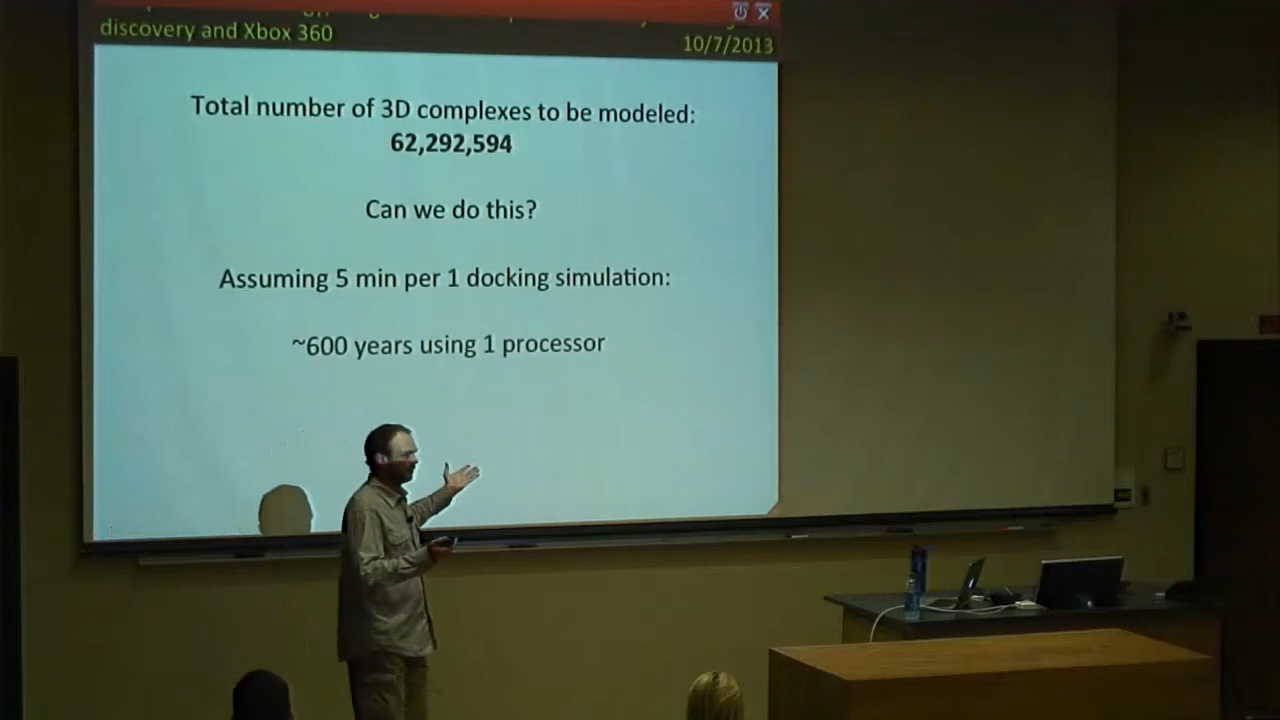 discovery and Xbox 360
10/7/2013
Total number of 3D complexes to be modeled:
62,292,594
Can we do this?
Assuming 5 min per 1 docking simulation:
~600 years using 1 processor